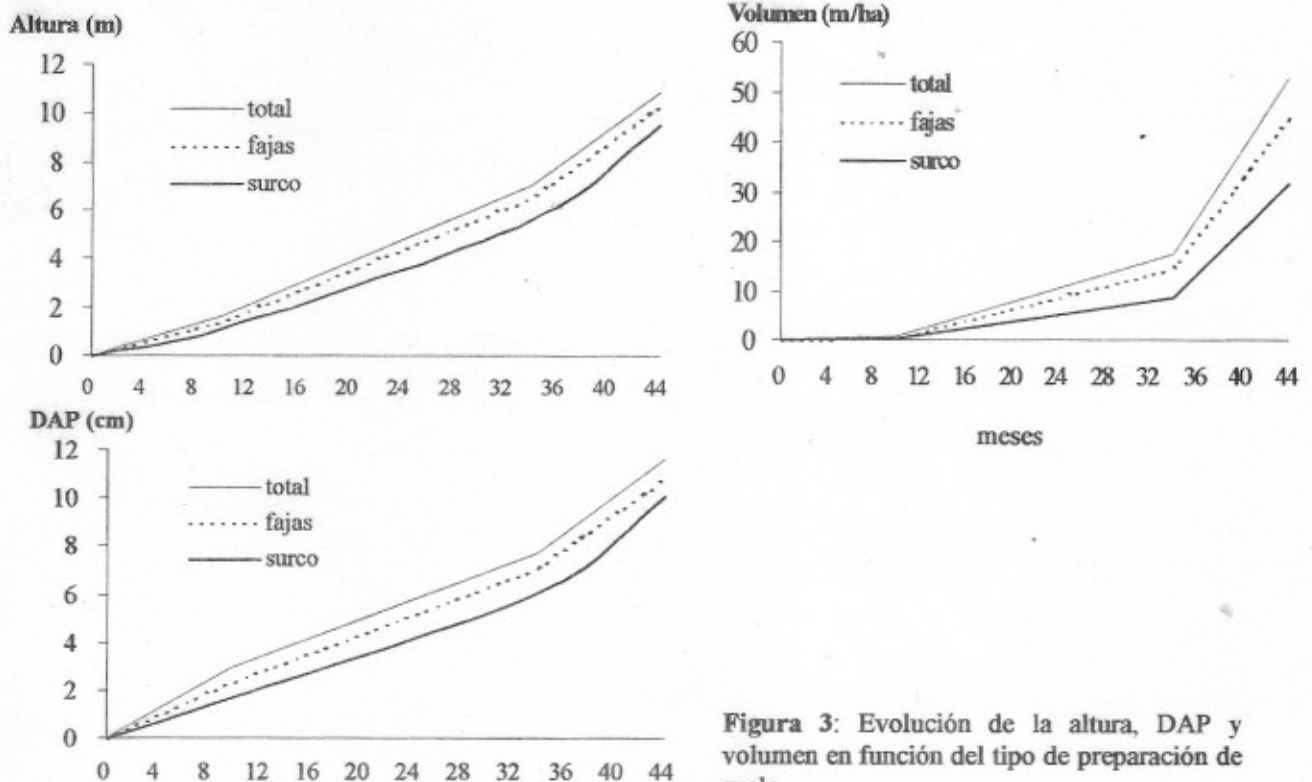 Altura (m)
12
10
8
6
4
2
0
total
fajas
surco
0 4 8 12 16 20 24 28 32 36 40 44
Volumen (m/ha)
60
50
40
30
20
10
0
total
fajas
surco
0 4 8 12 16 20 24 28 32 36 40 44
meses
DAP (cm)
12
10
8
6
4
2
0
total
fajas
surco
0 4 8 12 16 20 24 28 32 36 40 44
Figura 3: Evolución de la altura, DAP y
volumen en función del tipo de preparación de